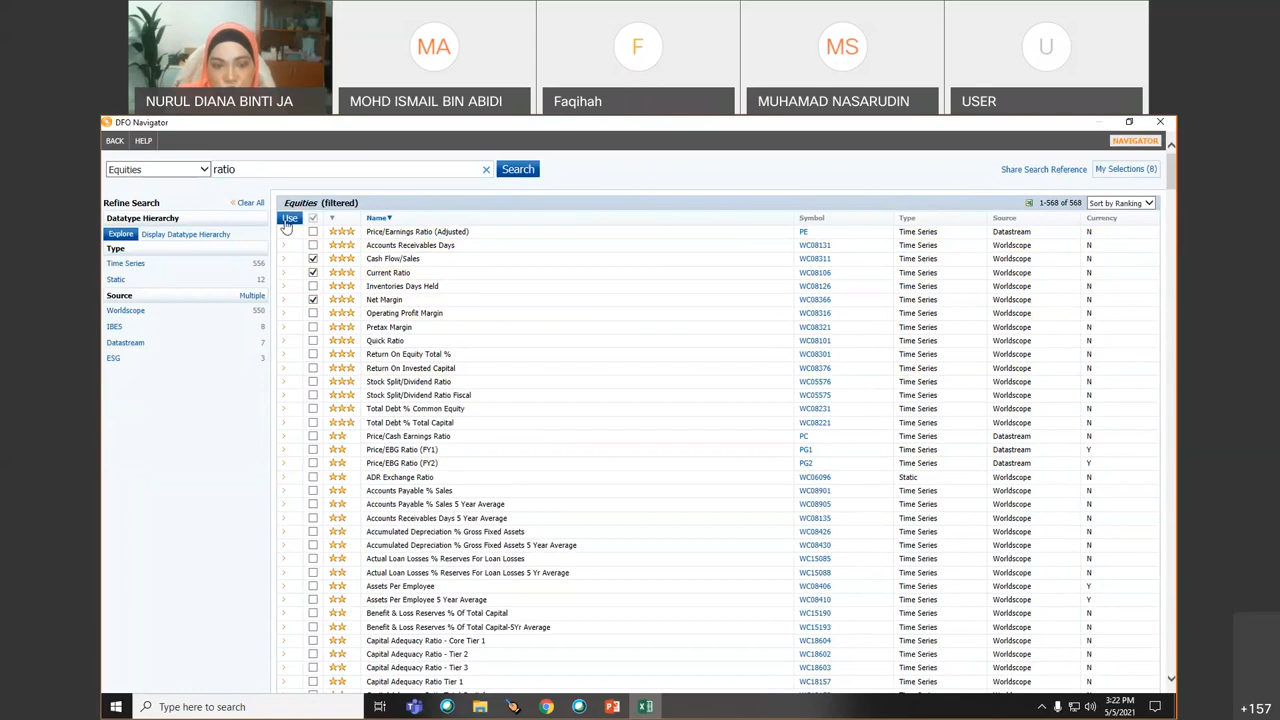 MA
F
MS
U
NURUL DIANA BINTI JA
MOHD ISMAIL BIN ABIDI
Faqihah
MUHAMAD NASARUDIN
USER
DFO Navigator
BACK HELP NAVIGATOR
Equities ratio Search Share Search Reference My Selections (8)
Refine Search Clear All
Datatype Hierarchy
Explore Display Datatype Hierarchy
Type
Time Series 556
Static 12
Source Multiple
Worldscope 550
IBES 8
Datastream 7
ESG 3
Equities (filtered) 1-568 of 568 Sort by Ranking
Use Name Symbol Type Source Currency
Price/Earnings Ratio (Adjusted) PE Time Series Datastream N
Accounts Receivables Days WC08131 Time Series Worldscope N
Cash Flow/Sales WC08311 Time Series Worldscope N
Current Ratio WC08106 Time Series Worldscope N
Inventories Days Held WC08126 Time Series Worldscope N
Net Margin WC08366 Time Series Worldscope N
Operating Profit Margin WC08316 Time Series Worldscope N
Pretax Margin WC08321 Time Series Worldscope N
Quick Ratio WC08101 Time Series Worldscope N
Return On Equity Total % WC08301 Time Series Worldscope N
Return On Invested Capital WC08376 Time Series Worldscope N
Stock Split/Dividend Ratio WC05576 Time Series Worldscope N
Stock Split/Dividend Ratio Fiscal WC05575 Time Series Worldscope N
Total Debt % Common Equity WC08231 Time Series Worldscope N
Total Debt % Total Capital WC08221 Time Series Worldscope N
Price/Cash Earnings Ratio PC Time Series Datastream N
Price/EBG Ratio (FY1) PG1 Time Series Datastream Y
Price/EBG Ratio (FY2) PG2 Time Series Datastream Y
ADR Exchange Ratio WC06096 Static Worldscope N
Accounts Payable % Sales WC08901 Time Series Worldscope N
Accounts Payable % Sales 5 Year Average WC08905 Time Series Worldscope N
Accounts Receivables Days 5 Year Average WC08135 Time Series Worldscope N
Accumulated Depreciation % Gross Fixed Assets WC08426 Time Series Worldscope N
Accumulated Depreciation % Gross Fixed Assets 5 Year Average WC08430 Time Series Worldscope N
Actual Loan Losses % Reserves For Loan Losses WC15085 Time Series Worldscope N
Actual Loan Losses % Reserves For Loan Losses 5 Yr Average WC15088 Time Series Worldscope N
Assets Per Employee WC08406 Time Series Worldscope Y
Assets Per Employee 5 Year Average WC08410 Time Series Worldscope Y
Benefit & Loss Reserves % Of Total Capital WC15190 Time Series Worldscope N
Benefit & Loss Reserves % Of Total Capital-5Yr Average WC15193 Time Series Worldscope N
Capital Adequacy Ratio - Core Tier 1 WC18604 Time Series Worldscope N
Capital Adequacy Ratio - Tier 2 WC18602 Time Series Worldscope N
Capital Adequacy Ratio - Tier 3 WC18603 Time Series Worldscope N
Capital Adequacy Ratio Tier 1 WC18157 Time Series Worldscope N
Type here to search
3:22 PM
5/5/2021
+157